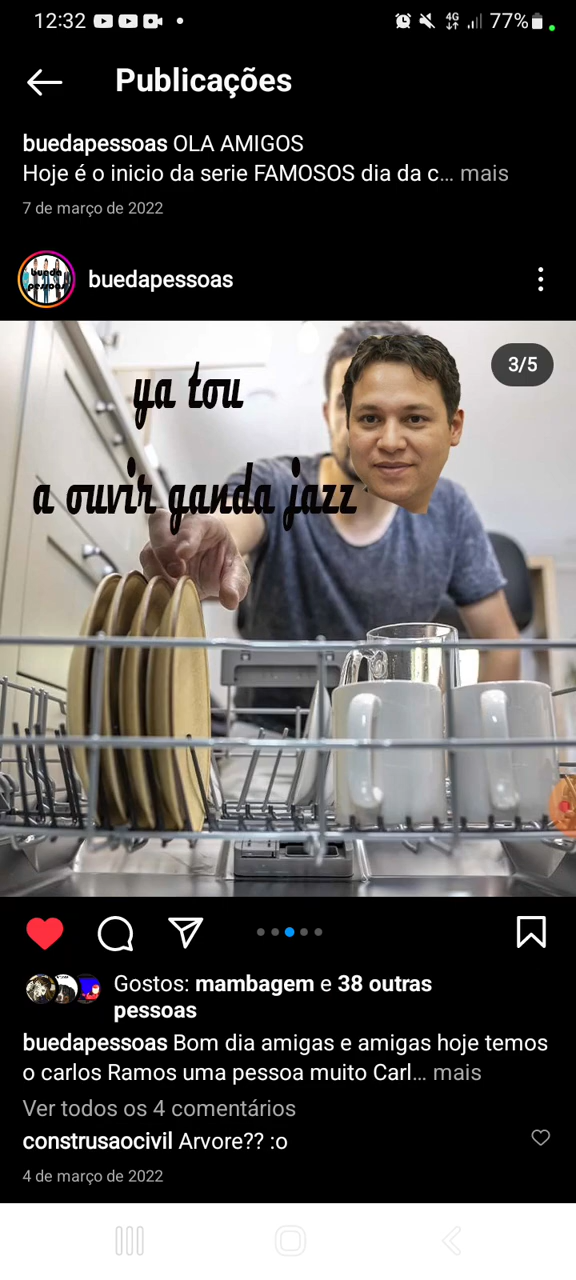 12:32
4G
77%
Publicações
buedapessoas OLA AMIGOS
Hoje é o inicio da serie FAMOSOS dia da c... mais
7 de março de 2022
bueda
pessoas
buedapessoas
3/5
ya tou
a ouvir ganda jazz
Gostos: mambagem e 38 outras
pessoas
buedapessoas Bom dia amigas e amigas hoje temos
o carlos Ramos uma pessoa muito Carl... mais
Ver todos os 4 comentários
construsaocivil Arvore?? :o
4 de março de 2022